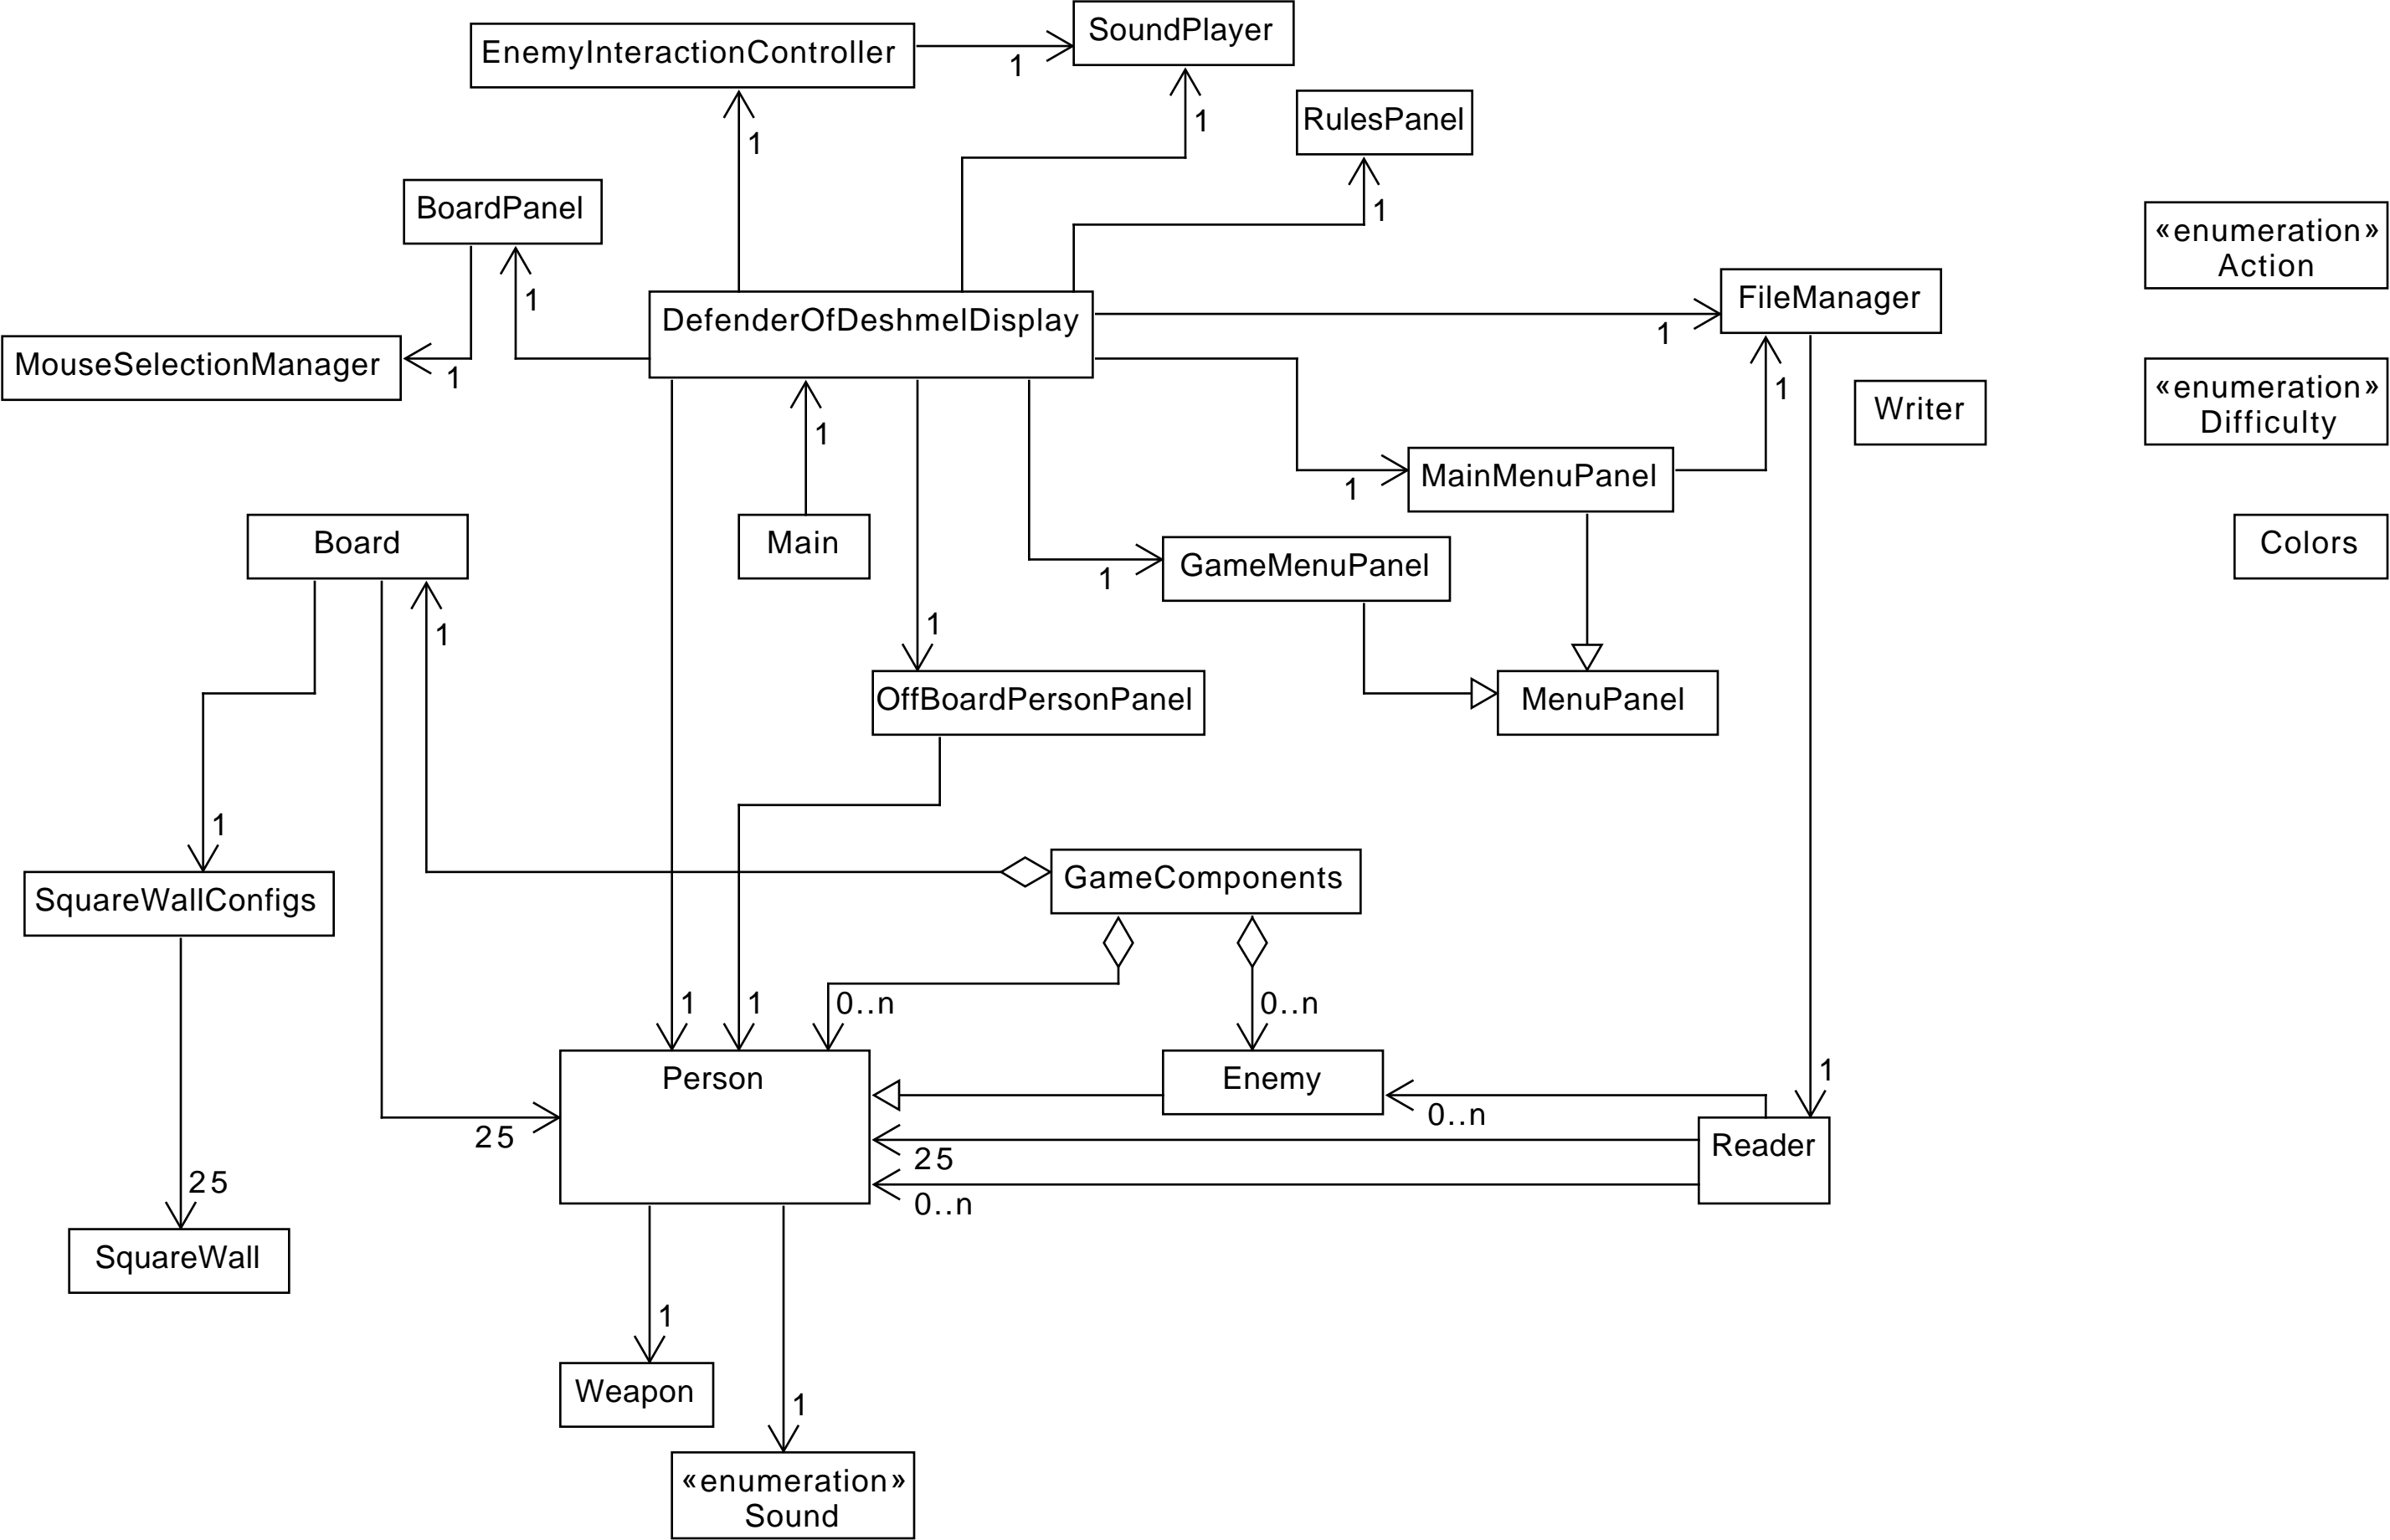 SoundPlayer
EnemyInteractionController
1
1
RulesPanel
1
BoardPanel
1
«enumeration»
Action
1
FileManager
DefenderOfDeshmelDisplay
1
MouseSelectionManager
1
1
1
«enumeration»
Difficulty
Writer
1
MainMenuPanel
1
Board
Main
Colors
GameMenuPanel
1
1
1
OffBoardPersonPanel
MenuPanel
1
GameComponents
SquareWallConfigs
1
1
0..n
0..n
Person
Enemy
1
0..n
25
Reader
25
25
0..n
SquareWall
1
Weapon
1
«enumeration»
Sound